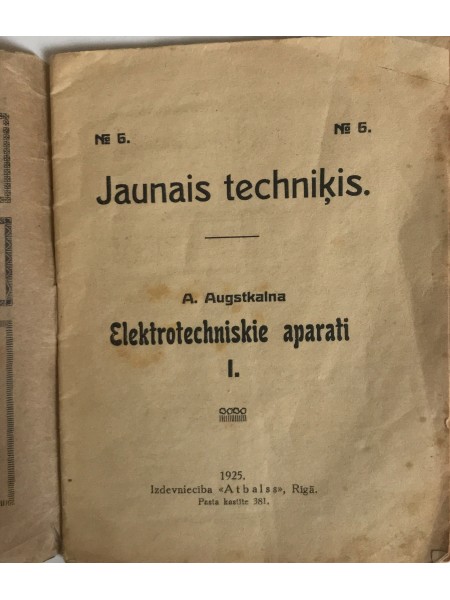 № 6. № 6.
Jaunais techniķis.
A. Augstkalna
Elektrotechniskie aparati
I.
1925.
Izdevniecība «Atbalss», Rīgā.
Pasta kastīte 381.